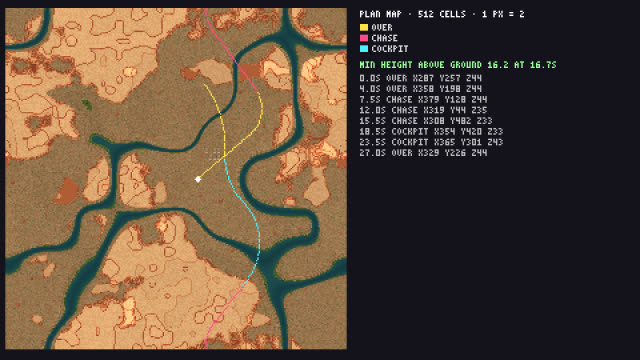 PLAN MAP · 512 CELLS · 1 PX = 2
OVER
CHASE
COCKPIT
MIN HEIGHT ABOVE GROUND 16.2 AT 16.7S
0.0S OVER X287 Y257 Z44
4.0S OVER X358 Y198 Z44
7.5S CHASE X379 Y128 Z44
12.0S CHASE X319 Y44 Z35
15.5S CHASE X308 Y482 Z33
18.5S COCKPIT X354 Y420 Z33
23.5S COCKPIT X365 Y301 Z43
27.0S OVER X329 Y226 Z44